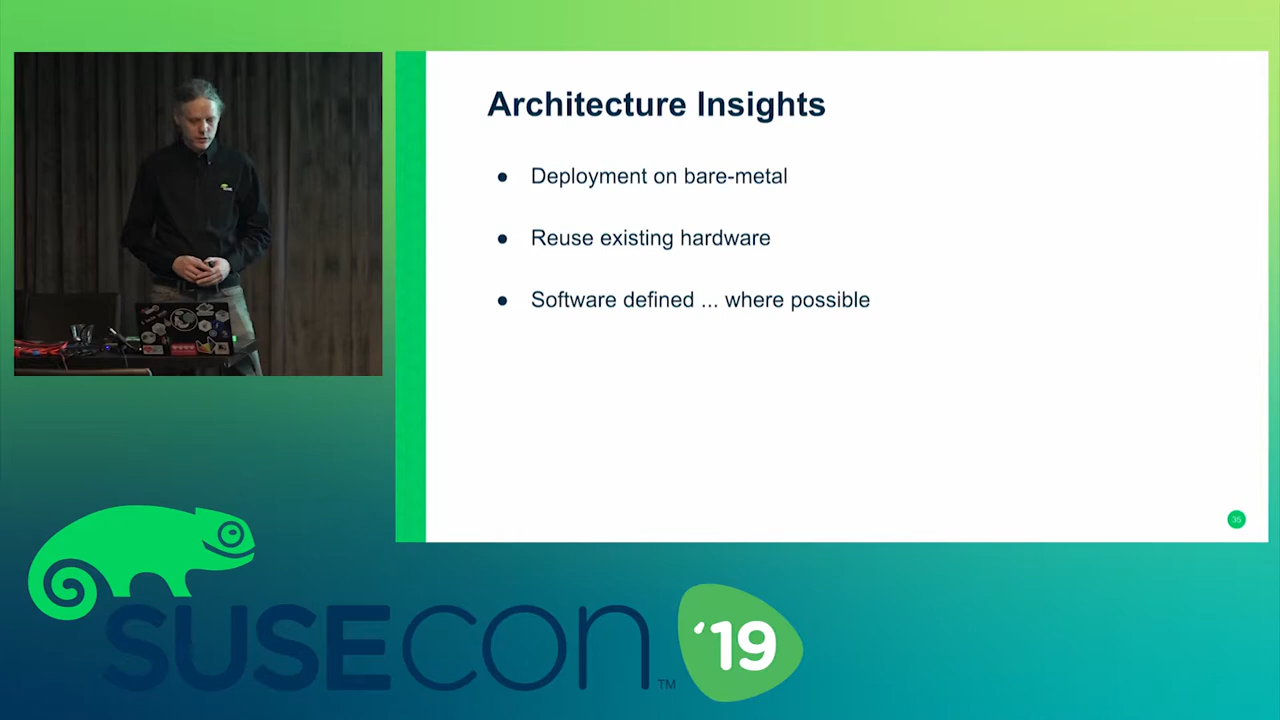 Architecture Insights
● Deployment on bare-metal
● Reuse existing hardware
● Software defined ... where possible
35
SUSECON TM
'19